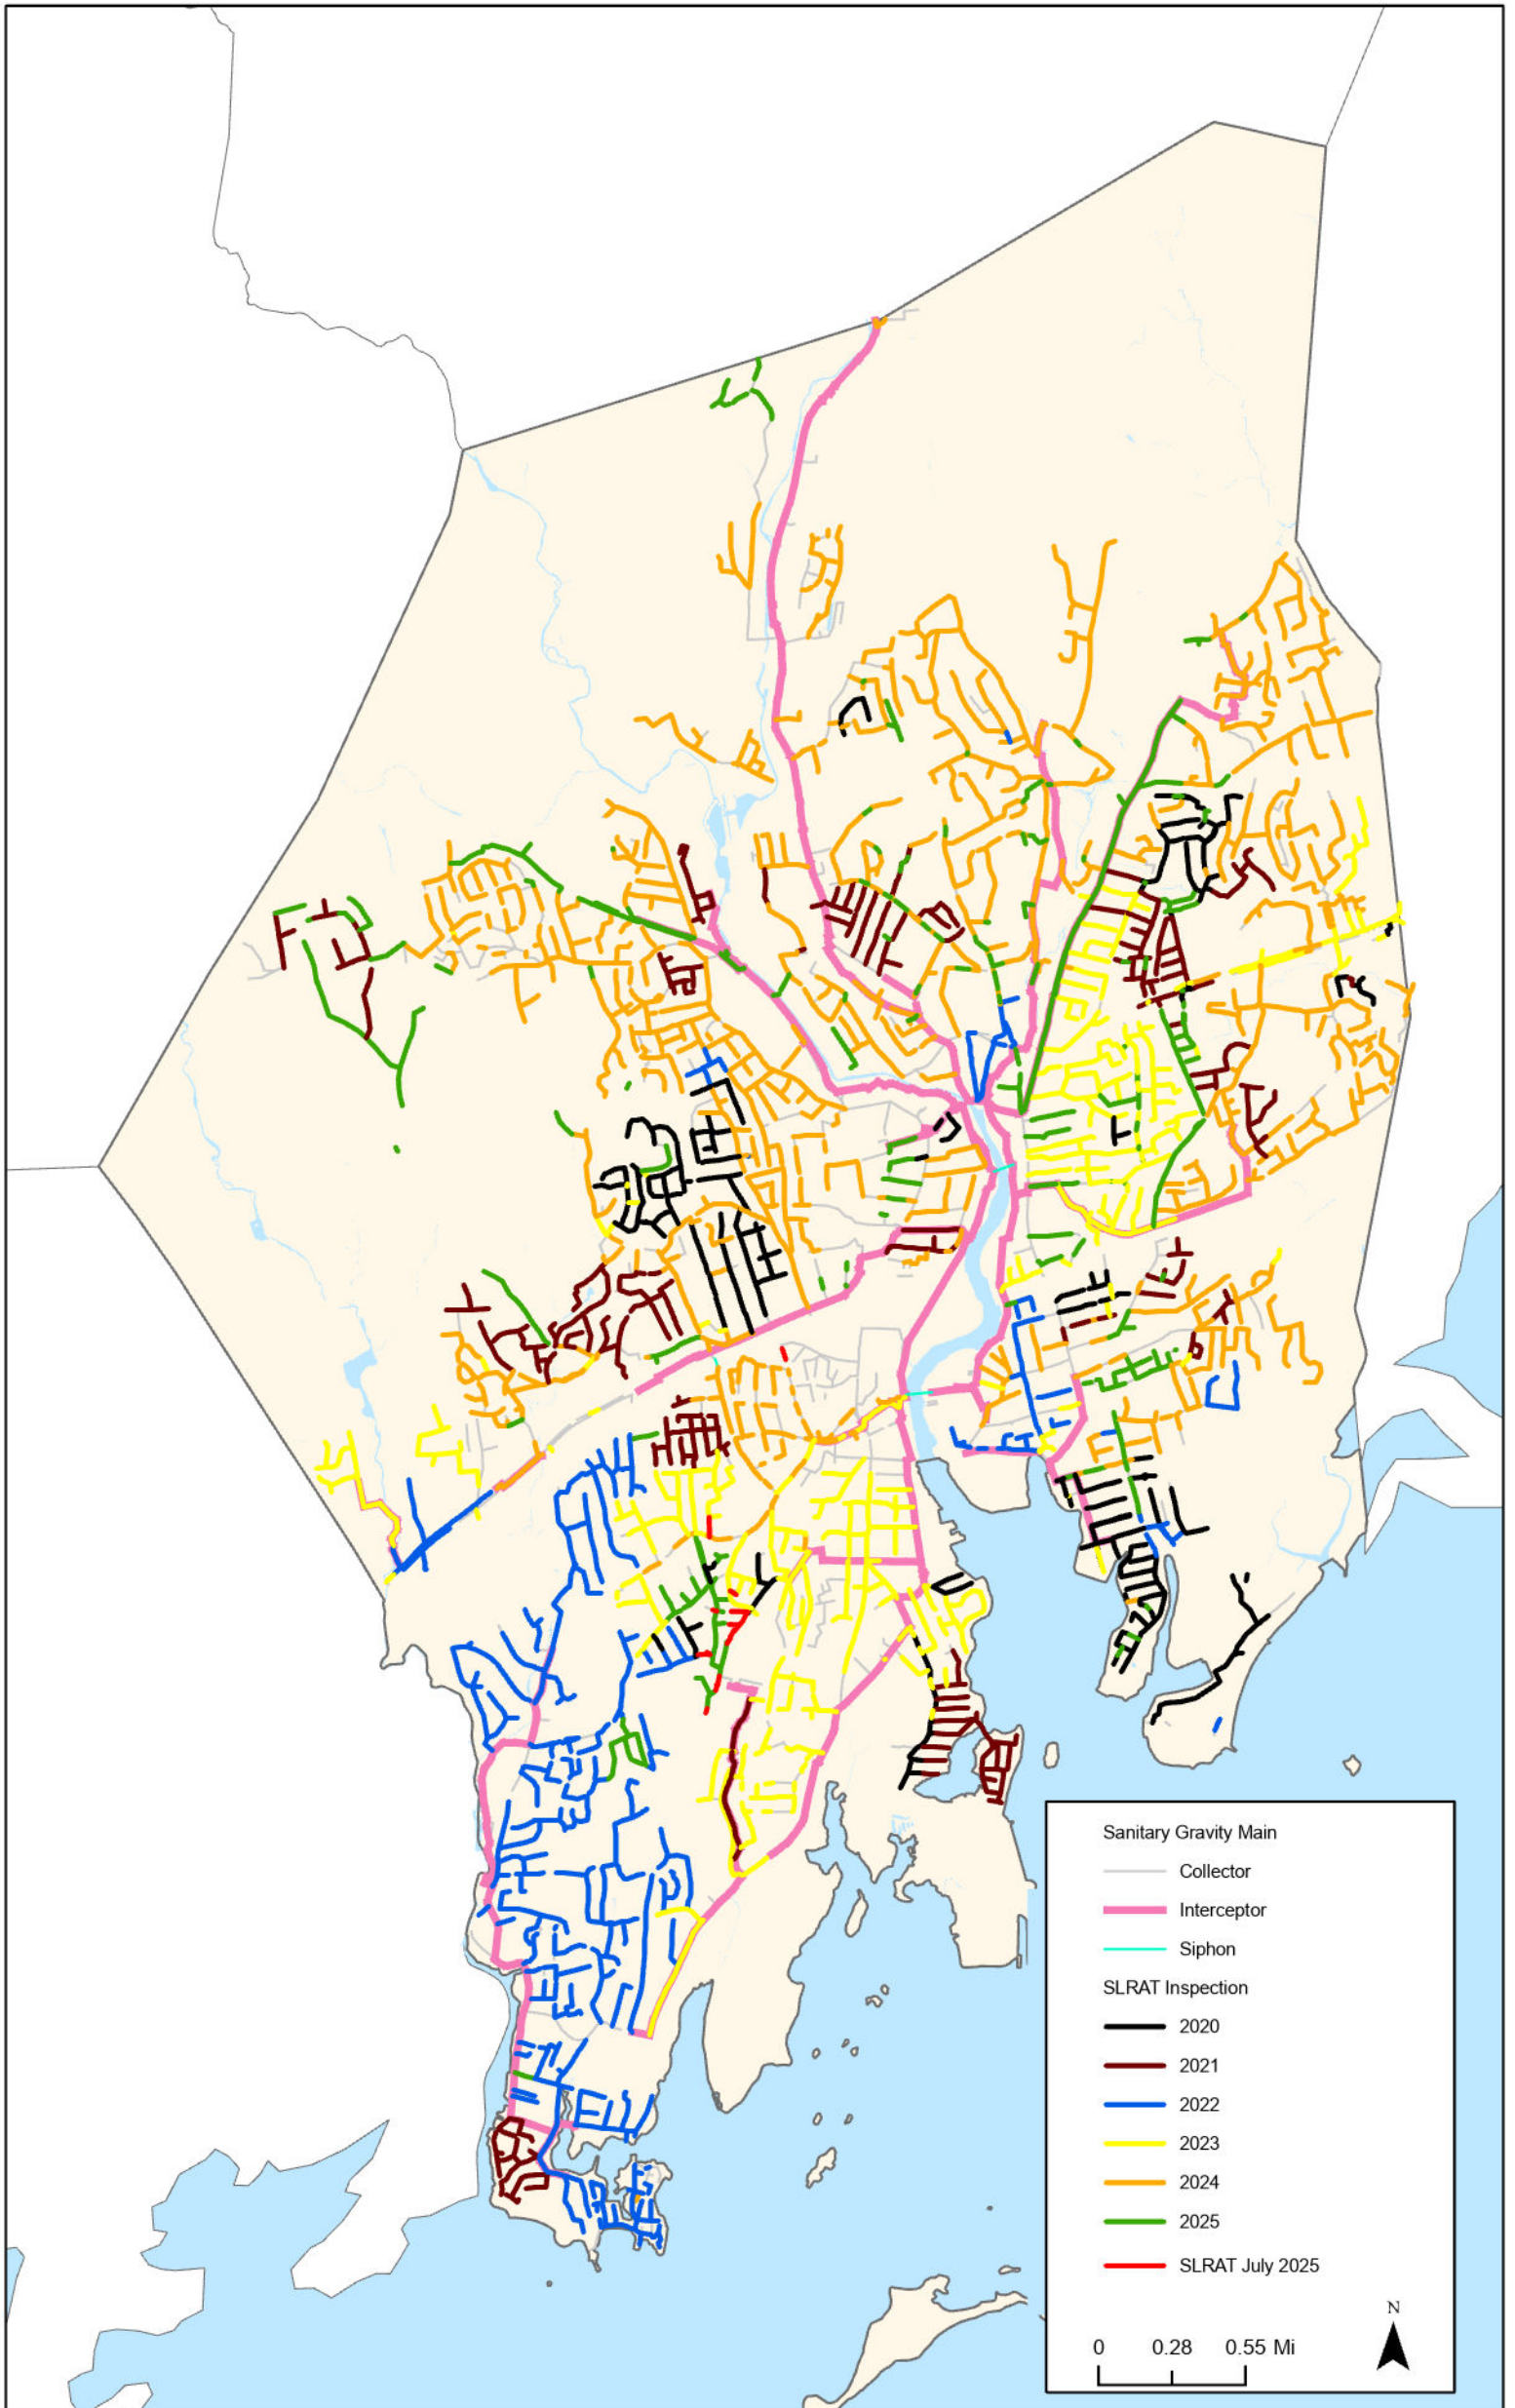 Sanitary Gravity Main
Collector
Interceptor
Siphon
SLRAT Inspection
2020
2021
2022
2023
2024
2025
SLRAT July 2025
N
0 0.28 0.55 Mi